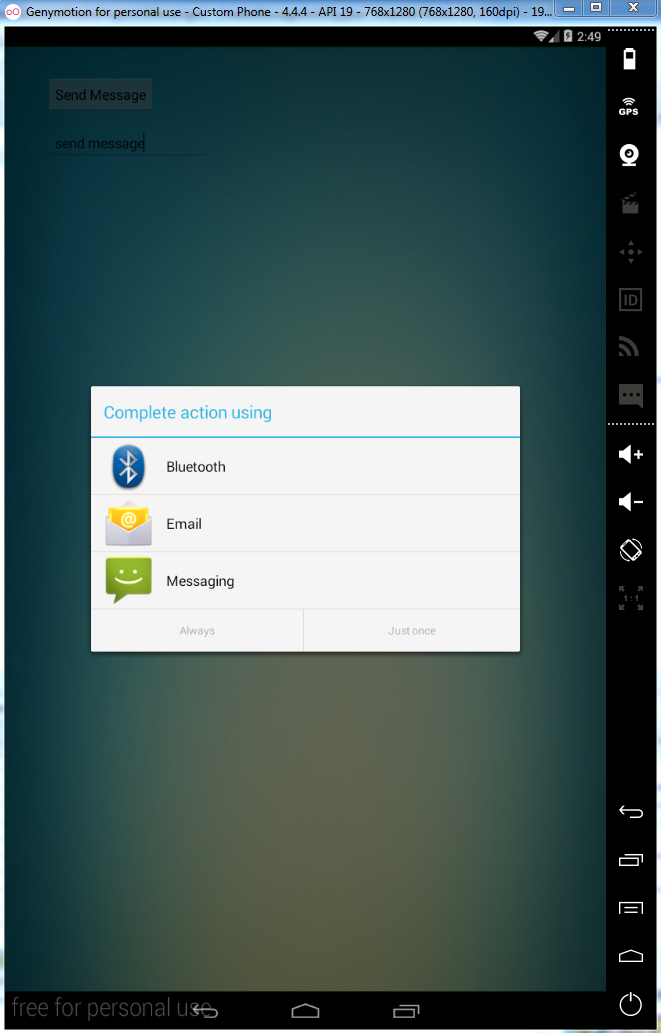 Genymotion for personal use - Custom Phone - 4.4.4 - API 19 - 768x1280 (768x1280, 160dpi) - 19...
2:49
Send Message
GPS
send message
ID
Complete action using
Bluetooth
@
Email
Messaging
1:1
Always
Just once
free for personal use